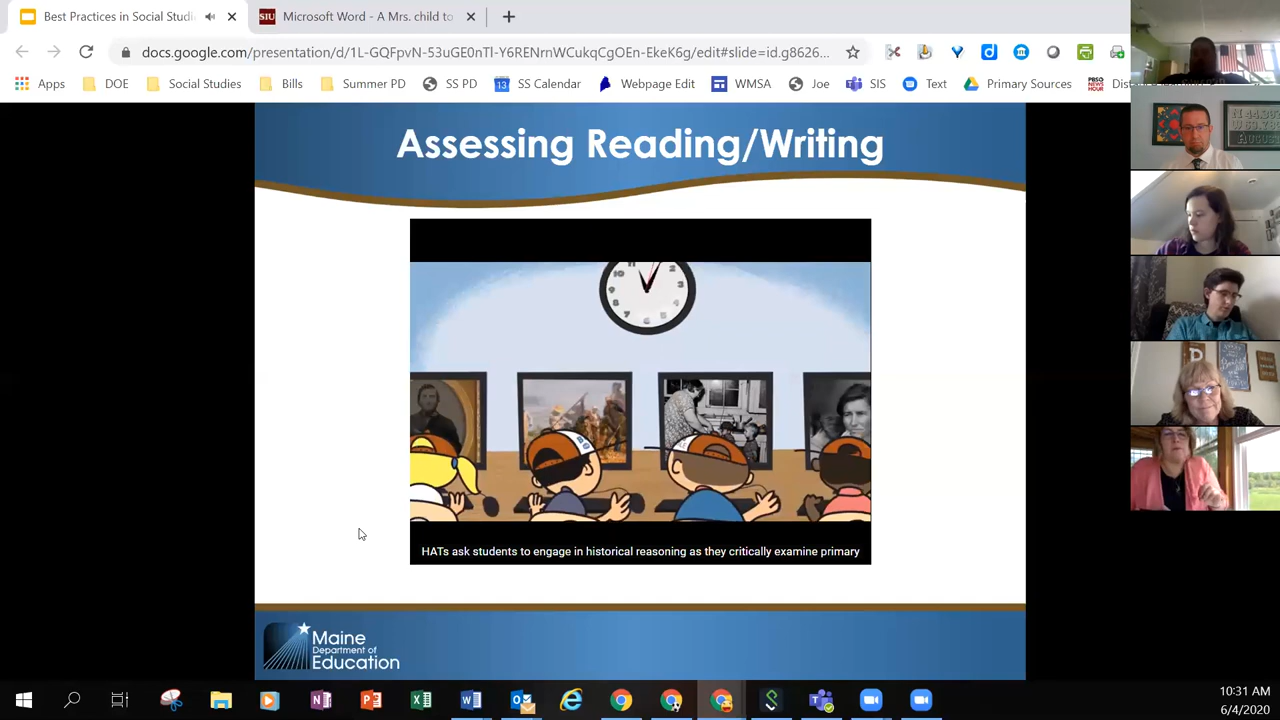 Best Practices in Social Studi
Microsoft Word - A Mrs. child to
docs.google.com/presentation/d/1L-GQFpvN-53uGE0nTl-Y6RENrnWCukqCgOEn-EkeK6g/edit#slide=id.g8626...
Apps DOE Social Studies Bills Summer PD SS PD SS Calendar Webpage Edit WMSA Joe SIS Text Primary Sources
Assessing Reading/Writing
HATs ask students to engage in historical reasoning as they critically examine primary
Maine
Department of
Education
10:31 AM
6/4/2020